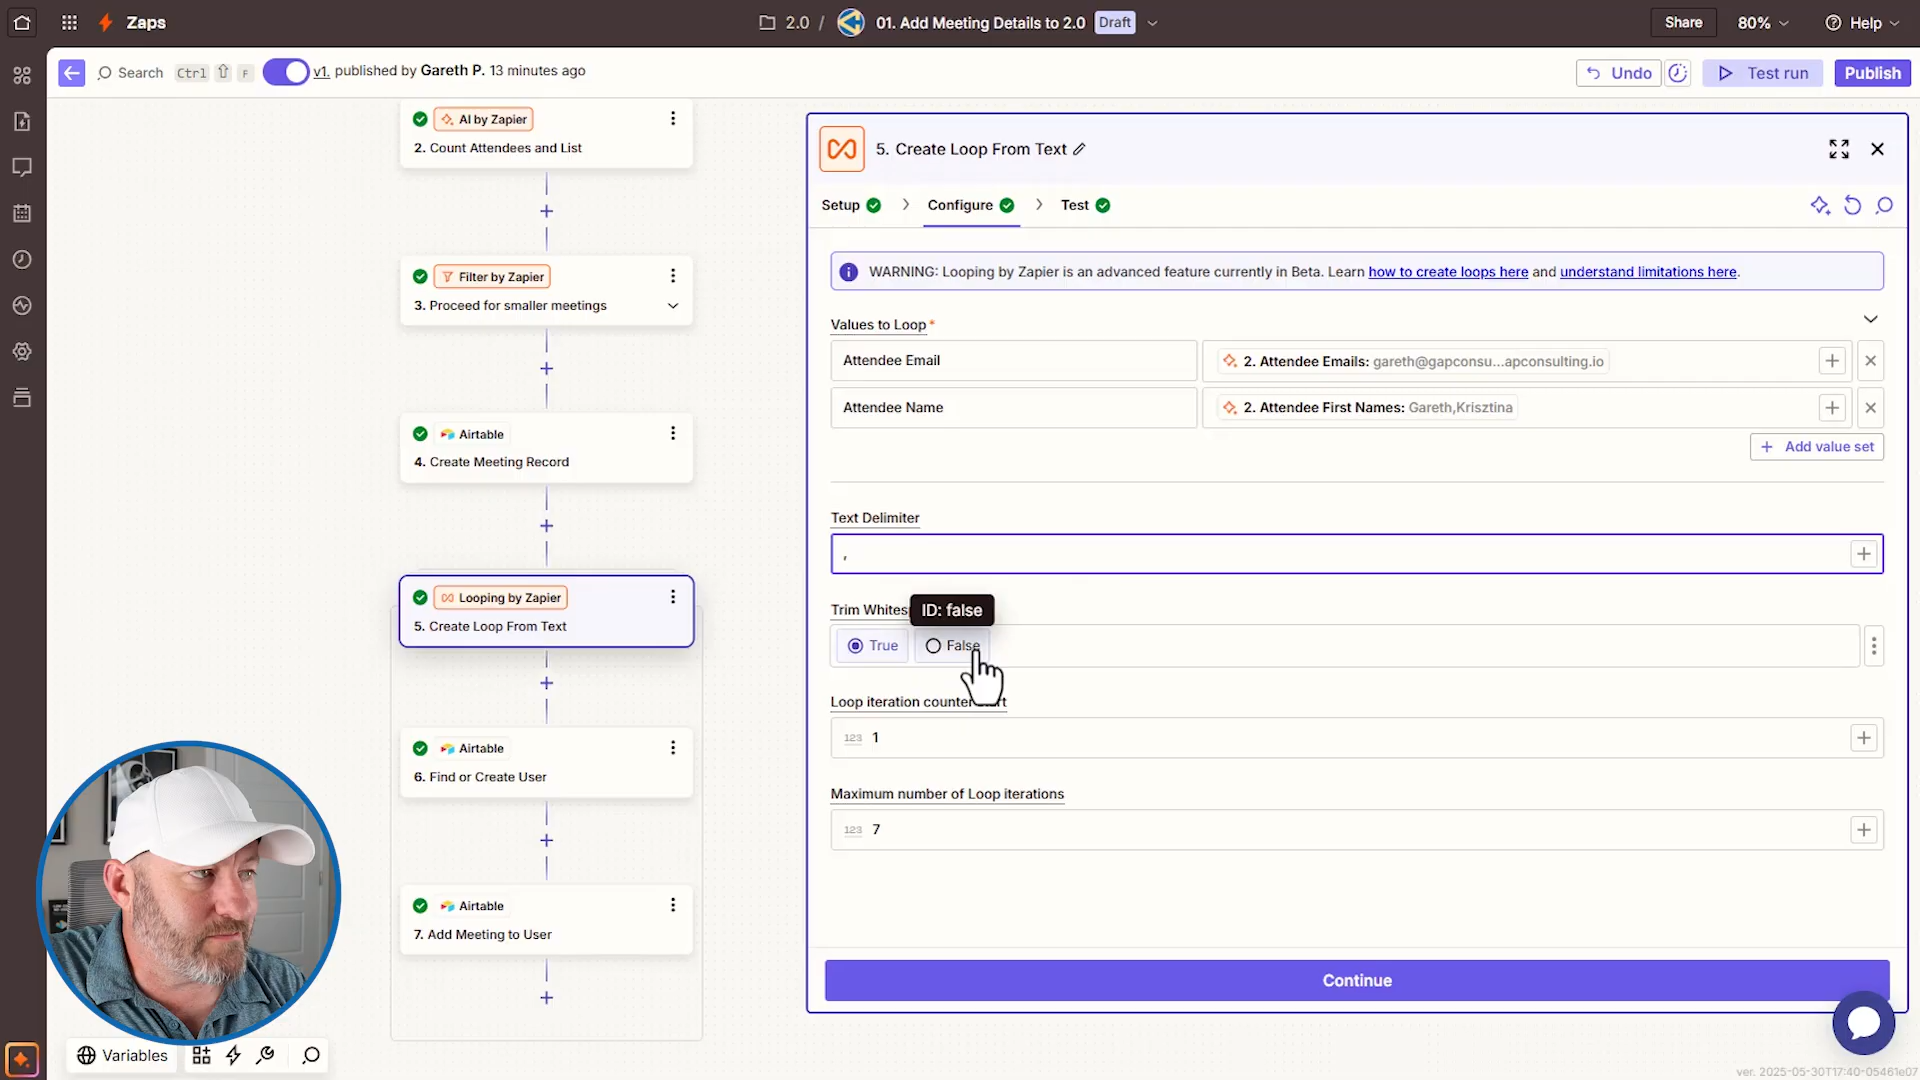 Zaps
2.0 / 01. Add Meeting Details to 2.0 Draft
Share
80%
Help
Search Ctrl ⇧ F
v1. published by Gareth P. 13 minutes ago
Undo
Test run
Publish
AI by Zapier
2. Count Attendees and List
Filter by Zapier
3. Proceed for smaller meetings
Airtable
4. Create Meeting Record
Looping by Zapier
5. Create Loop From Text
Airtable
6. Find or Create User
Airtable
7. Add Meeting to User
Variables
5. Create Loop From Text
Setup
Configure
Test
WARNING: Looping by Zapier is an advanced feature currently in Beta. Learn how to create loops here and understand limitations here.
Values to Loop*
Attendee Email
2. Attendee Emails: gareth@gapconsu...apconsulting.io
Attendee Name
2. Attendee First Names: Gareth,Krisztina
+ Add value set
Text Delimiter
,
Trim Whites
ID: false
True
False
Loop iteration counter
123 1
Maximum number of Loop iterations
123 7
Continue
ver. 2025-05-30T17:40-05461e07